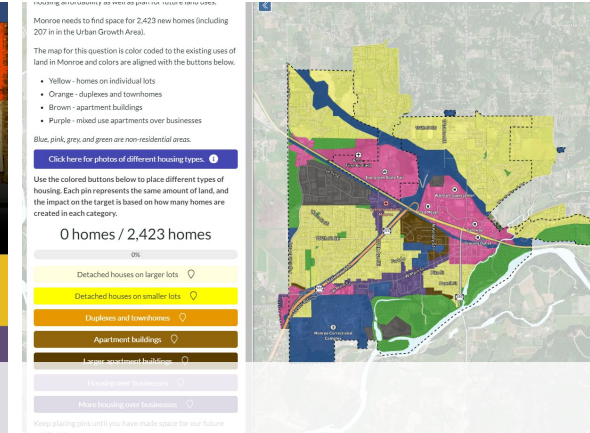 housing affordability as well as plan for future land uses.
Monroe needs to find space for 2,423 new homes (including
207 in in the Urban Growth Area).
The map for this question is color coded to the existing uses of
land in Monroe and colors are aligned with the buttons below.
• Yellow - homes on individual lots
• Orange - duplexes and townhomes
• Brown - apartment buildings
• Purple - mixed use apartments over businesses
Blue, pink, grey, and green are non-residential areas.
Click here for photos of different housing types.
Use the colored buttons below to place different types of
housing. Each pin represents the same amount of land, and
the impact on the target is based on how many homes are
created in each category.
0 homes / 2,423 homes
0%
Detached houses on larger lots
Detached houses on smaller lots
Duplexes and townhomes
Apartment buildings
Larger apartment buildings
Housing over businesses
More housing over businesses
Keep placing pins until you have made space for our future
Evergreen State Fair
Monroe Correctional
Complex